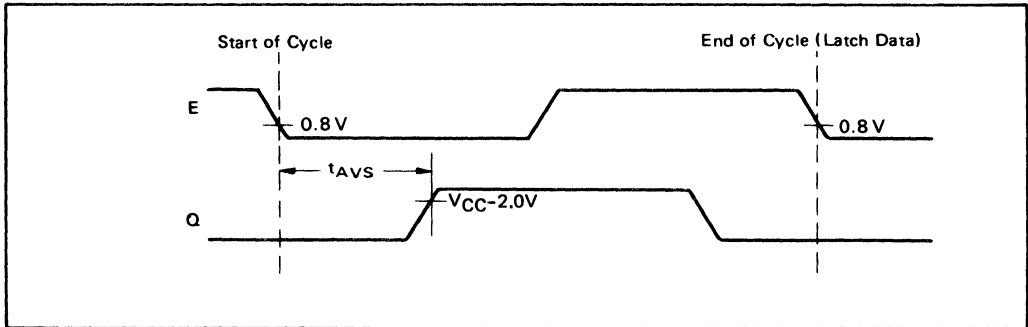 Start of Cycle
End of Cycle (Latch Data)
E
0.8 V
0.8 V
tAVS
VCC-2.0V
Q